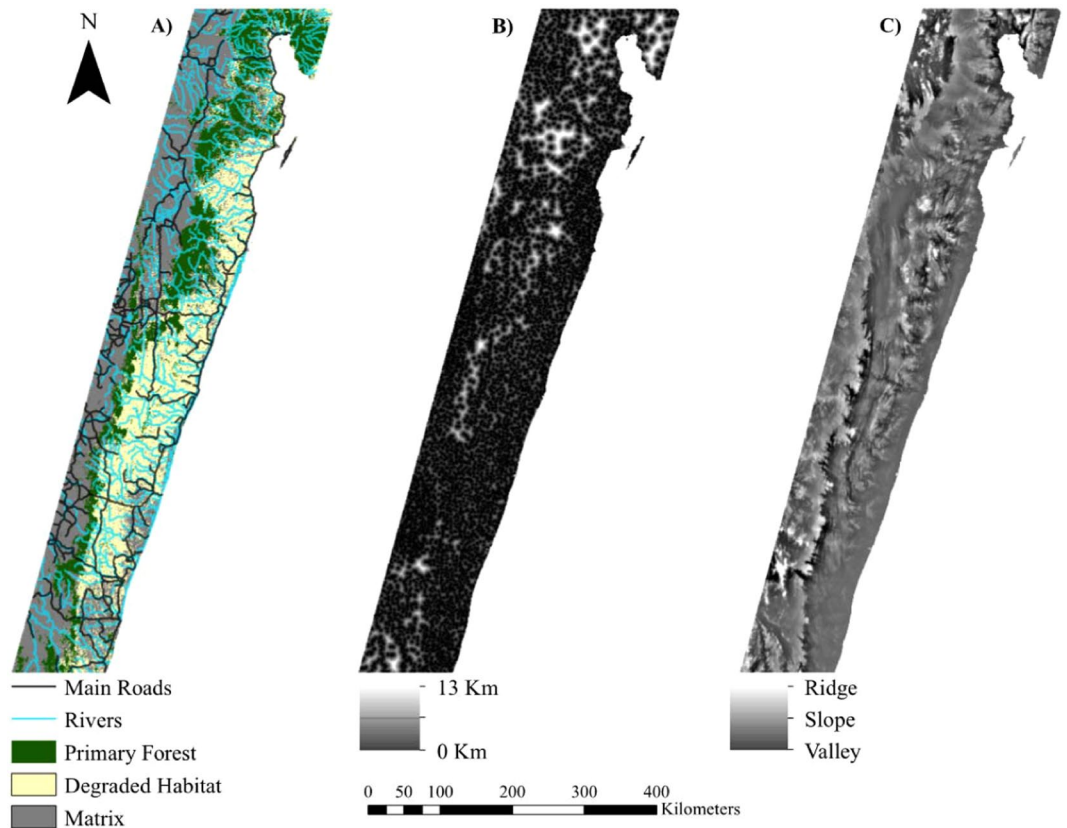 N
A)
B)
C)
Main Roads
Rivers
Primary Forest
Degraded Habitat
Matrix
13 Km
0 Km
Ridge
Slope
Valley
0 50 100 200 300 400
Kilometers